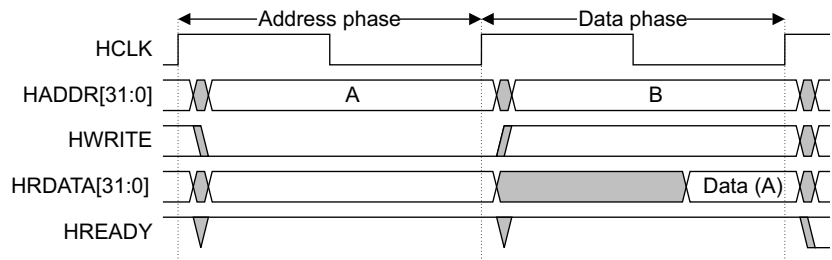 Address phase Data phase
HCLK
HADDR[31:0] A B
HWRITE
HRDATA[31:0] Data (A)
HREADY